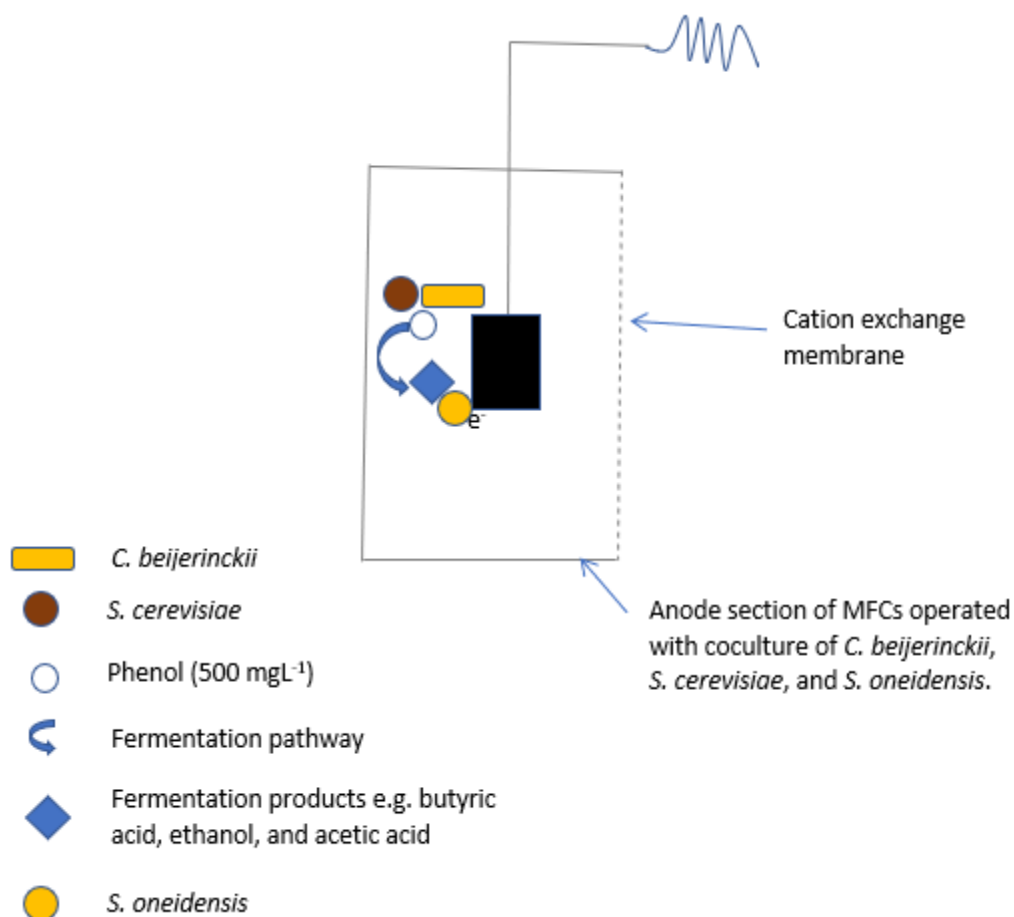 Cation exchange
membrane
e⁻
C. beijerinckii
S. cerevisiae
Phenol (500 mgL⁻¹)
Fermentation pathway
Fermentation products e.g. butyric
acid, ethanol, and acetic acid
S. oneidensis
Anode section of MFCs operated
with coculture of C. beijerinckii,
S. cerevisiae, and S. oneidensis.